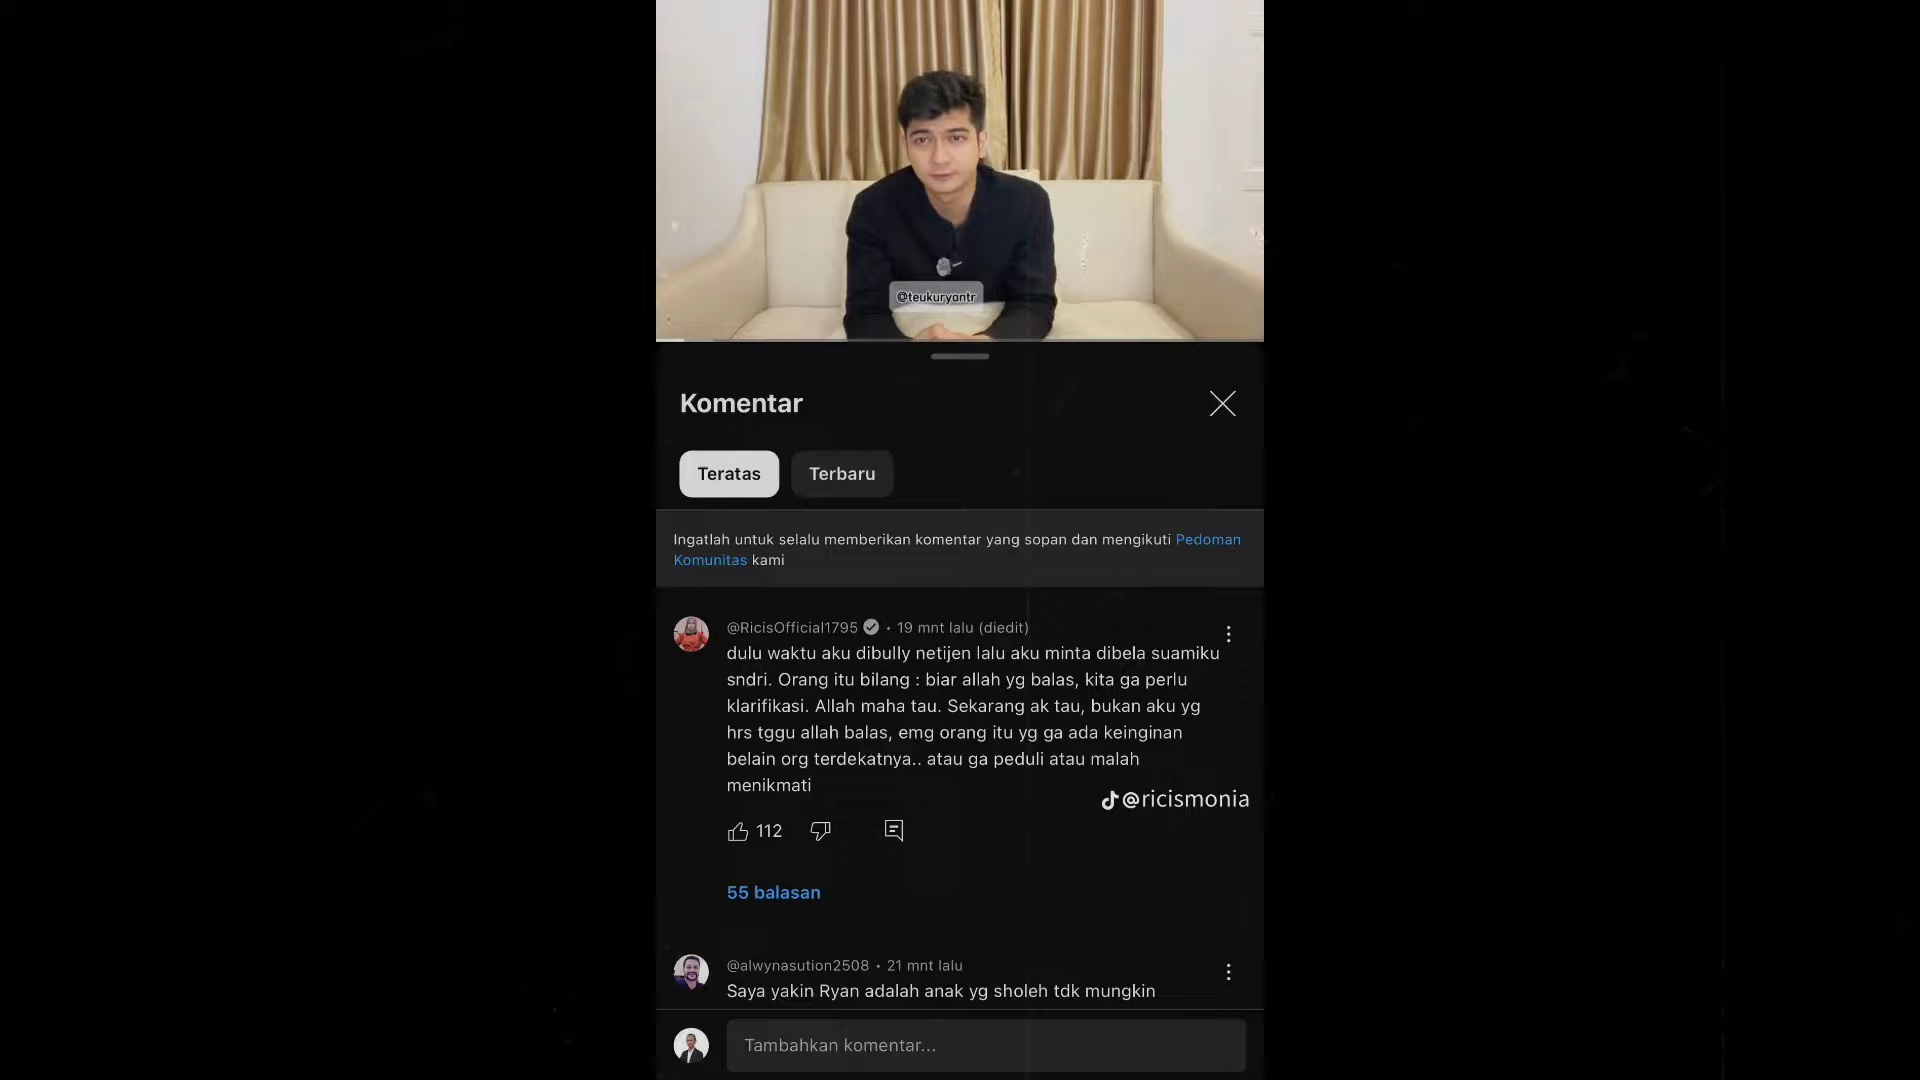 @teukuryantr
Komentar
Teratas
Terbaru
Ingatlah untuk selalu memberikan komentar yang sopan dan mengikuti Pedoman
Komunitas kami
@RicisOfficial1795 • 19 mnt lalu (diedit)
dulu waktu aku dibully netijen lalu aku minta dibela suamiku
sndri. Orang itu bilang : biar allah yg balas, kita ga perlu
klarifikasi. Allah maha tau. Sekarang ak tau, bukan aku yg
hrs tggu allah balas, emg orang itu yg ga ada keinginan
belain org terdekatnya.. atau ga peduli atau malah
menikmati
@ricismonia
112
55 balasan
@alwynasution2508 • 21 mnt lalu
Saya yakin Ryan adalah anak yg sholeh tdk mungkin
Tambahkan komentar...